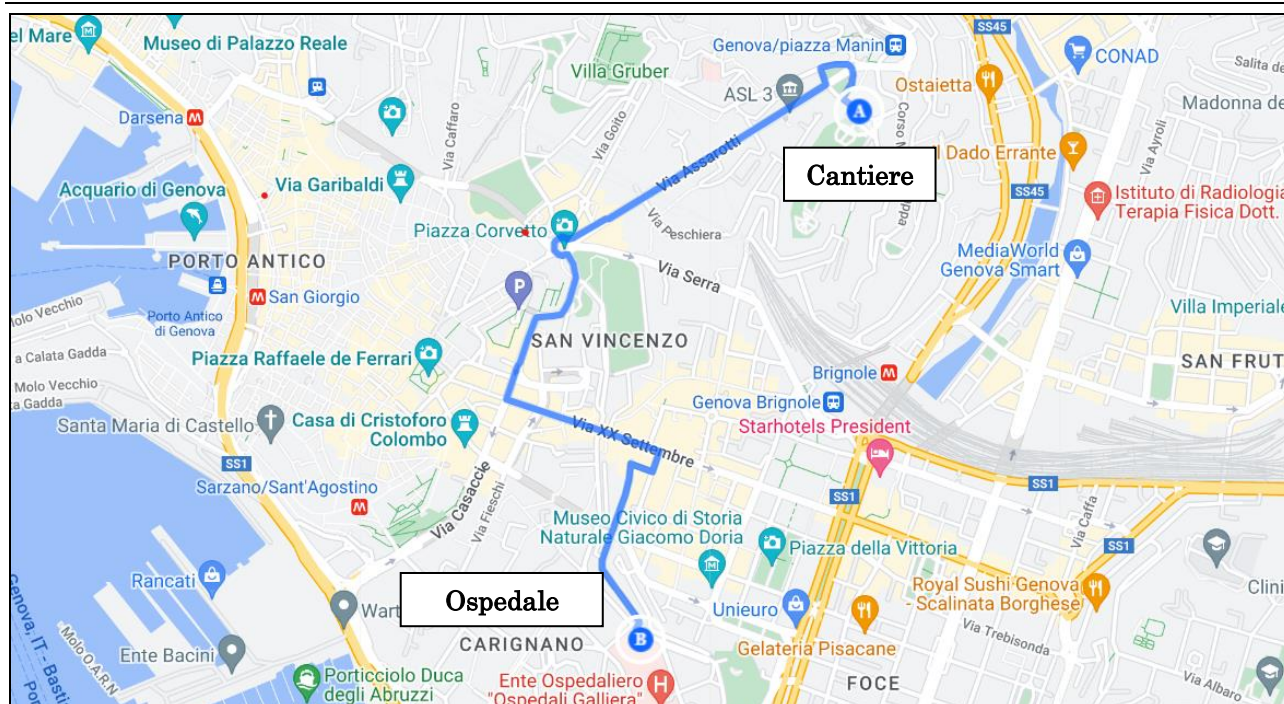 el Mare
Museo di Palazzo Reale
Darsena
M
Acquario di Genova
PORTO ANTICO
M
San Giorgio
Porto Antico
di Genova
Molo Vecchio
a Calata Gadda
Molo Vecchio
Gadda
Santa Maria di Castello
SS1
Sarzano/Sant'Agostino
M
Rancati
Ente Bacini
Molo O.A.R.N
Genova, IT - Basti
Porticciolo Duca
degli Abruzzi
Villa Gruber
Via Caffaro
Via Goito
Via Garibaldi
Piazza Corvetto
P
Piazza Raffaele de Ferrari
Casa di Cristoforo
Colombo
Via Casaccie
Via Fieschi
SAN VINCENZO
Via XX Settembre
Genova/piazza Manin
ASL 3
A
Cantiere
Via Assarotti
Via Peschiera
Via Serra
SS45
CONAD
Salita de
Ostaietta
Madonna de
Il Dado Errante
SS45
Via Ayroli
Istituto di Radiologia
Terapia Fisica Dott.
MediaWorld
Genova Smart
Villa Imperiale
SAN FRUT
Brignole
M
Genova Brignole
Starhotels President
SS1
SS1
Via Caffa
SS1
Museo Civico di Storia
Naturale Giacomo Doria
Piazza della Vittoria
Unieuro
Gelateria Pisacane
Royal Sushi Genova
- Scalinata Borghese
Clini
Via Trebisonda
Via Albaro
FOCE
Ospedale
CARIGNANO
B
Ente Ospedaliero
"Ospedali Galliera"
H